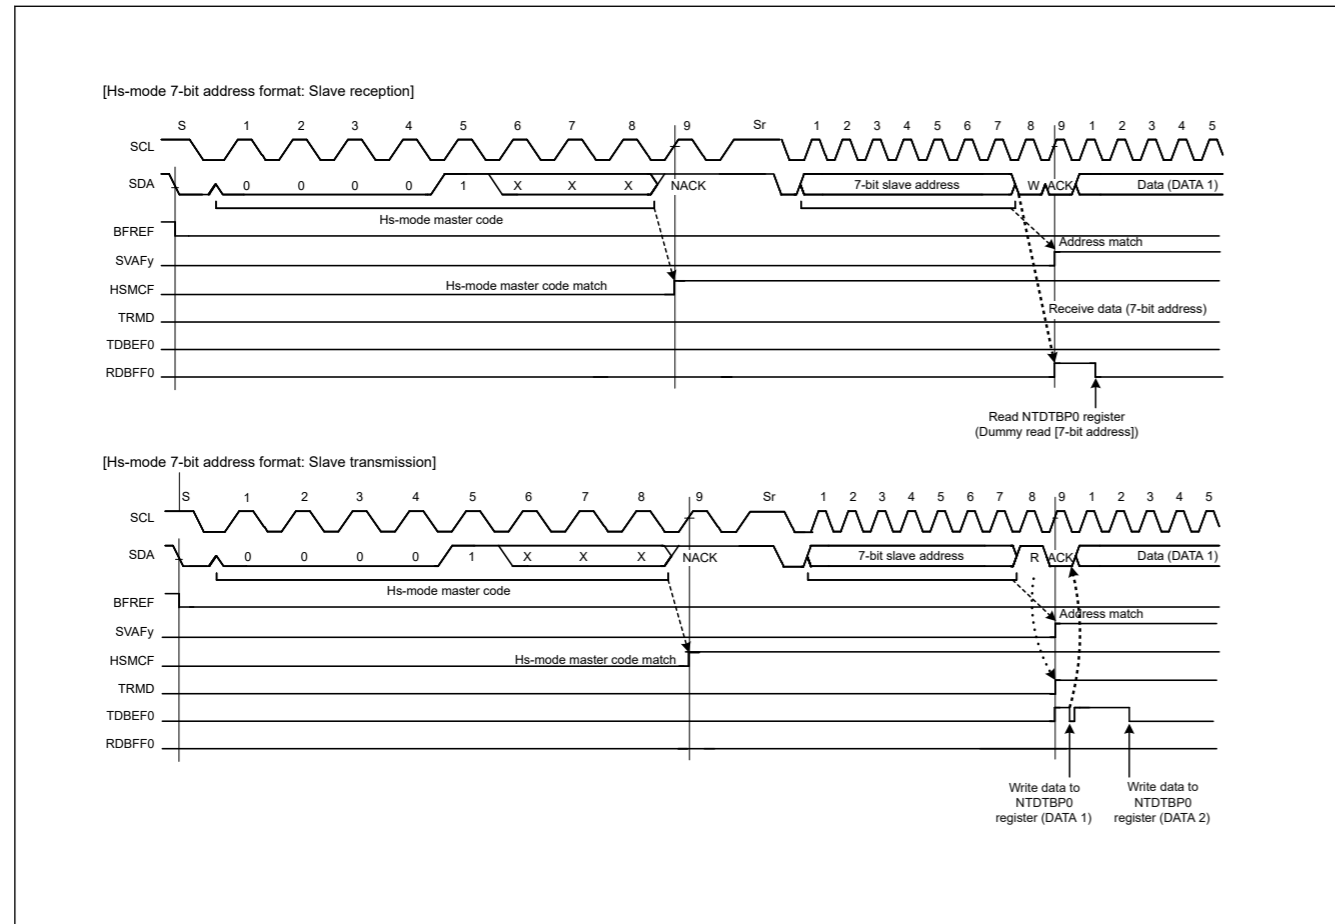 [Hs-mode 7-bit address format: Slave reception]
S 1 2 3 4 5 6 7 8 9 Sr 1 2 3 4 5 6 7 8 9 1 2 3 4 5
SCL
SDA 0 0 0 0 1 X X X NACK 7-bit slave address W ACK Data (DATA 1)
Hs-mode master code
BFREF
Address match
SVAFy
HSMCF Hs-mode master code match
Receive data (7-bit address)
TRMD
TDBEF0
RDBFF0
Read NTDTBP0 register
(Dummy read [7-bit address])
[Hs-mode 7-bit address format: Slave transmission]
S 1 2 3 4 5 6 7 8 9 Sr 1 2 3 4 5 6 7 8 9 1 2 3 4 5
SCL
SDA 0 0 0 0 1 X X X NACK 7-bit slave address R ACK Data (DATA 1)
Hs-mode master code
BFREF
Address match
SVAFy
HSMCF Hs-mode master code match
TRMD
TDBEF0
RDBFF0
Write data to
NTDTBP0
register (DATA 1)
Write data to
NTDTBP0
register (DATA 2)